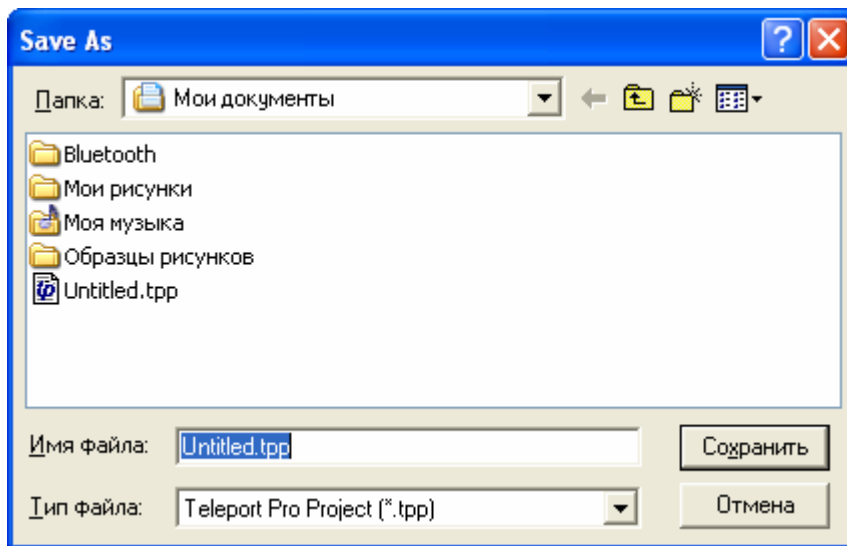 Save As
Папка: Мои документы
Bluetooth
Мои рисунки
Моя музыка
Образцы рисунков
Untitled.tpp
Имя файла: Untitled.tpp Сохранить
Тип файла: Teleport Pro Project (*.tpp) Отмена